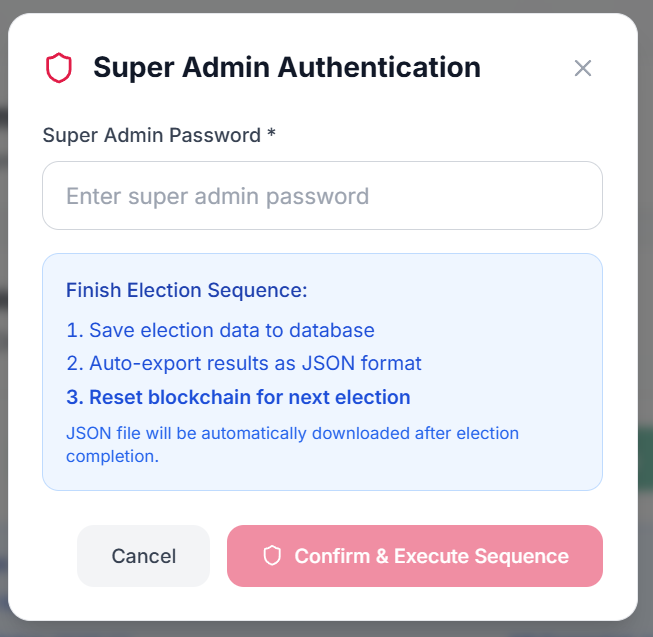 Super Admin Authentication
Super Admin Password *
Enter super admin password
Finish Election Sequence:
1. Save election data to database
2. Auto-export results as JSON format
3. Reset blockchain for next election
JSON file will be automatically downloaded after election
completion.
Cancel
Confirm & Execute Sequence